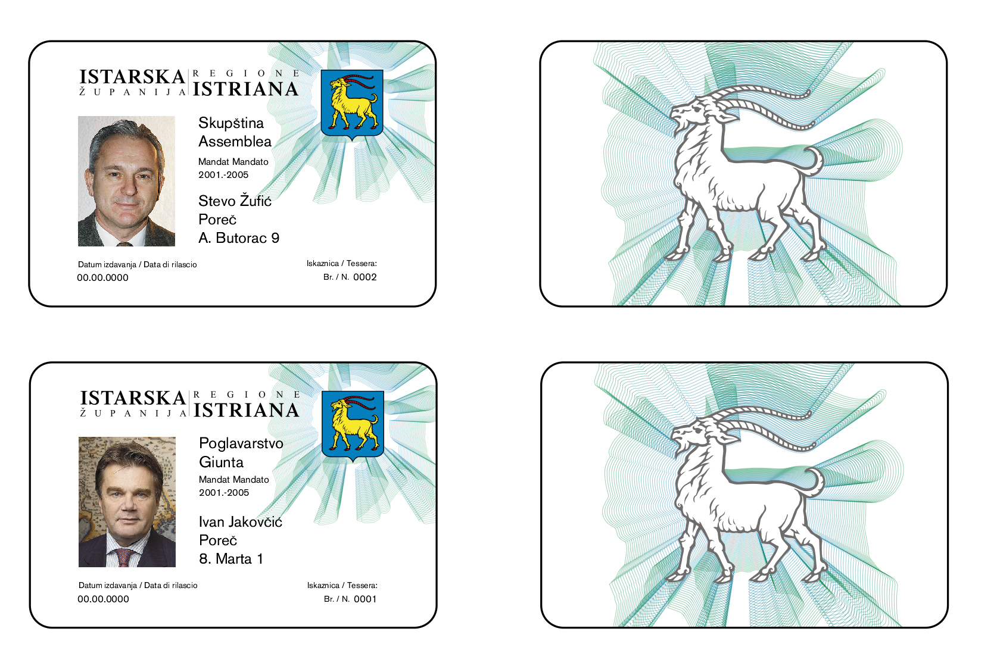 ISTARSKA
ŽUPANIJA
REGIONE
ISTRIANA
Skupština
Assemblea
Mandat Mandato
2001.-2005
Stevo Žufić
Poreč
A. Butorac 9
Datum izdavanja / Data di rilascio
00.00.0000
Iskaznica / Tessera:
Br. / N. 0002
ISTARSKA
ŽUPANIJA
REGIONE
ISTRIANA
Poglavarstvo
Giunta
Mandat Mandato
2001.-2005
Ivan Jakovčić
Poreč
8. Marta 1
Datum izdavanja / Data di rilascio
00.00.0000
Iskaznica / Tessera:
Br. / N. 0001